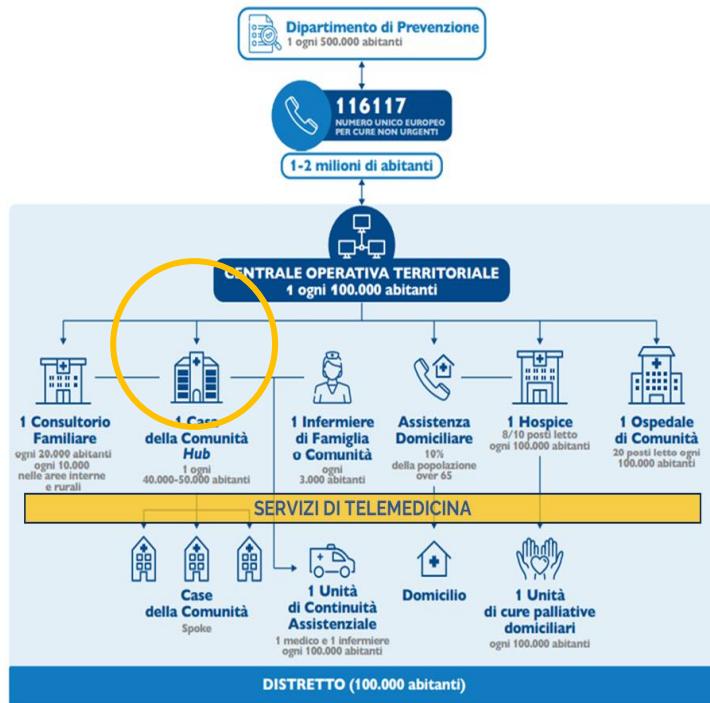 Dipartimento di Prevenzione
1 ogni 500.000 abitanti
116117
NUMERO UNICO EUROPEO
PER CURE NON URGENTI
1-2 milioni di abitanti
CENTRALE OPERATIVA TERRITORIALE
1 ogni 100.000 abitanti
1 Consultorio
Familiare
ogni 20.000 abitanti
ogni 10.000
nelle aree interne
e rurali
1 Casa
della Comunità
Hub
1 ogni
40.000-50.000 abitanti
1 Infermiere
di Famiglia
o Comunità
ogni
3.000 abitanti
Assistenza
Domiciliare
10%
della popolazione
over 65
1 Hospice
8/10 posti letto
ogni 100.000 abitanti
1 Ospedale
di Comunità
20 posti letto ogni
100.000 abitanti
SERVIZI DI TELEMEDICINA
Case
della Comunità
Spoke
1 Unità
di Continuità
Assistenziale
1 medico e 1 infermiere
ogni 100.000 abitanti
Domicilio
1 Unità
di cure palliative
domiciliari
ogni 100.000 abitanti
DISTRETTO (100.000 abitanti)